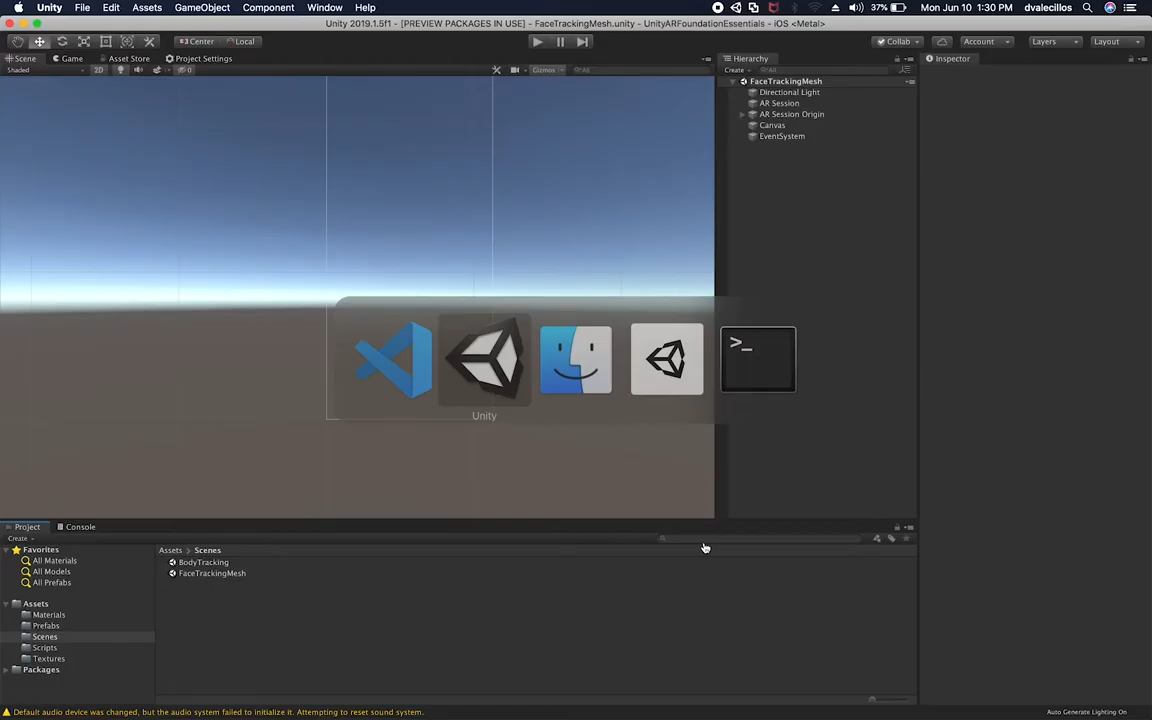 Unity File Edit Assets GameObject Component Window Help 37% Mon Jun 10 1:30 PM dvalecillos
Unity 2019.1.5f1 - [PREVIEW PACKAGES IN USE] - FaceTrackingMesh.unity - UnityARFoundationEssentials - iOS <Metal>
Center Local Collab Account Layers Layout
Scene Game Asset Store Project Settings Hierarchy Inspector
Shaded 2D 0 Gizmos All Create All
FaceTrackingMesh
Directional Light
AR Session
AR Session Origin
Canvas
EventSystem
>_
Unity
Project Console
Create
Favorites
All Materials
All Models
All Prefabs
Assets
Materials
Prefabs
Scenes
Scripts
Textures
Packages
Assets > Scenes
BodyTracking
FaceTrackingMesh
Default audio device was changed, but the audio system failed to initialize it. Attempting to reset sound system.
Auto Generate Lighting On